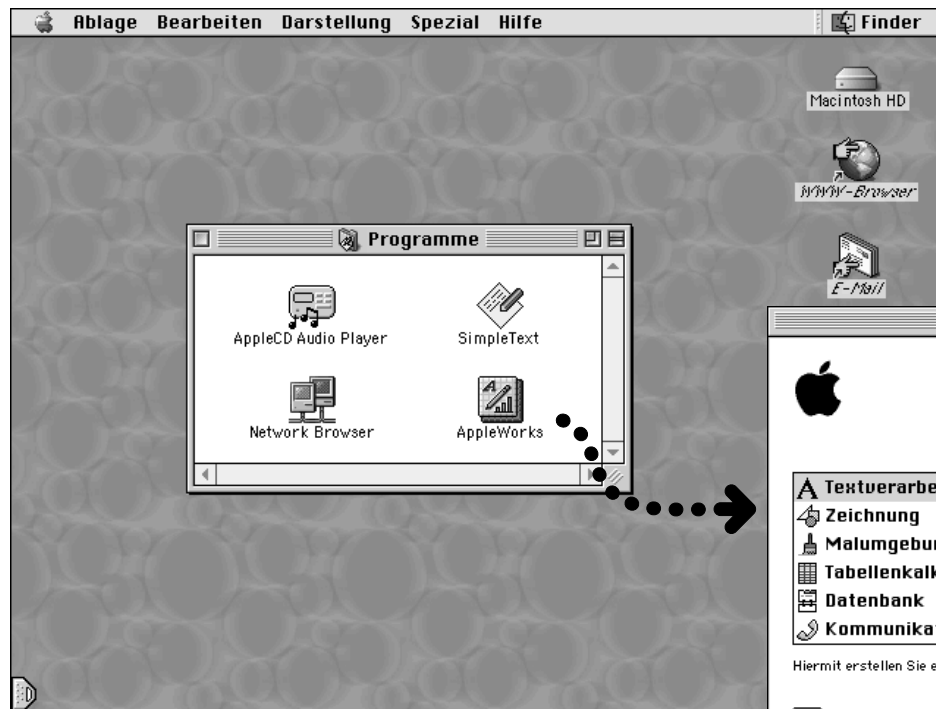 Ablage Bearbeiten Darstellung Spezial Hilfe Finder
Macintosh HD
WWW-Browser
E-Mail
Programme
AppleCD Audio Player
SimpleText
Network Browser
AppleWorks
Textverarbe
Zeichnung
Malumgebun
Tabellenkalk
Datenbank
Kommunika
Hiermit erstellen Sie e